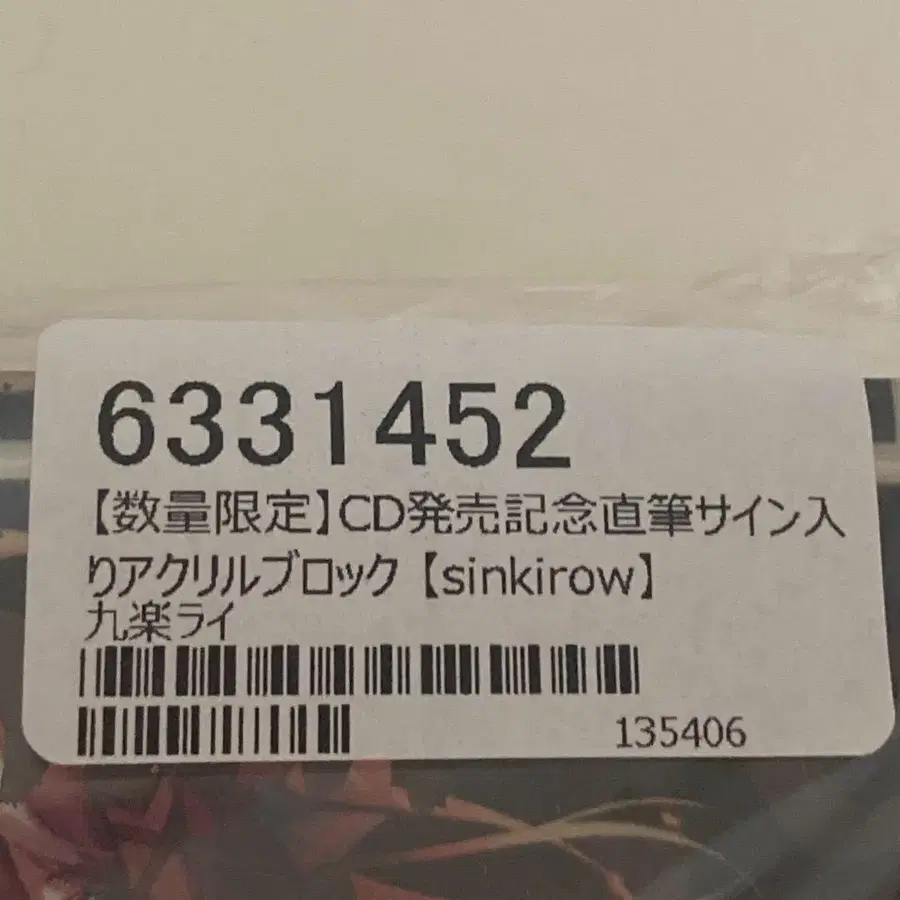 6331452
【数量限定】CD発売記念直筆サイン入
りアクリルブロック【sinkirow】
九楽ライ
135406